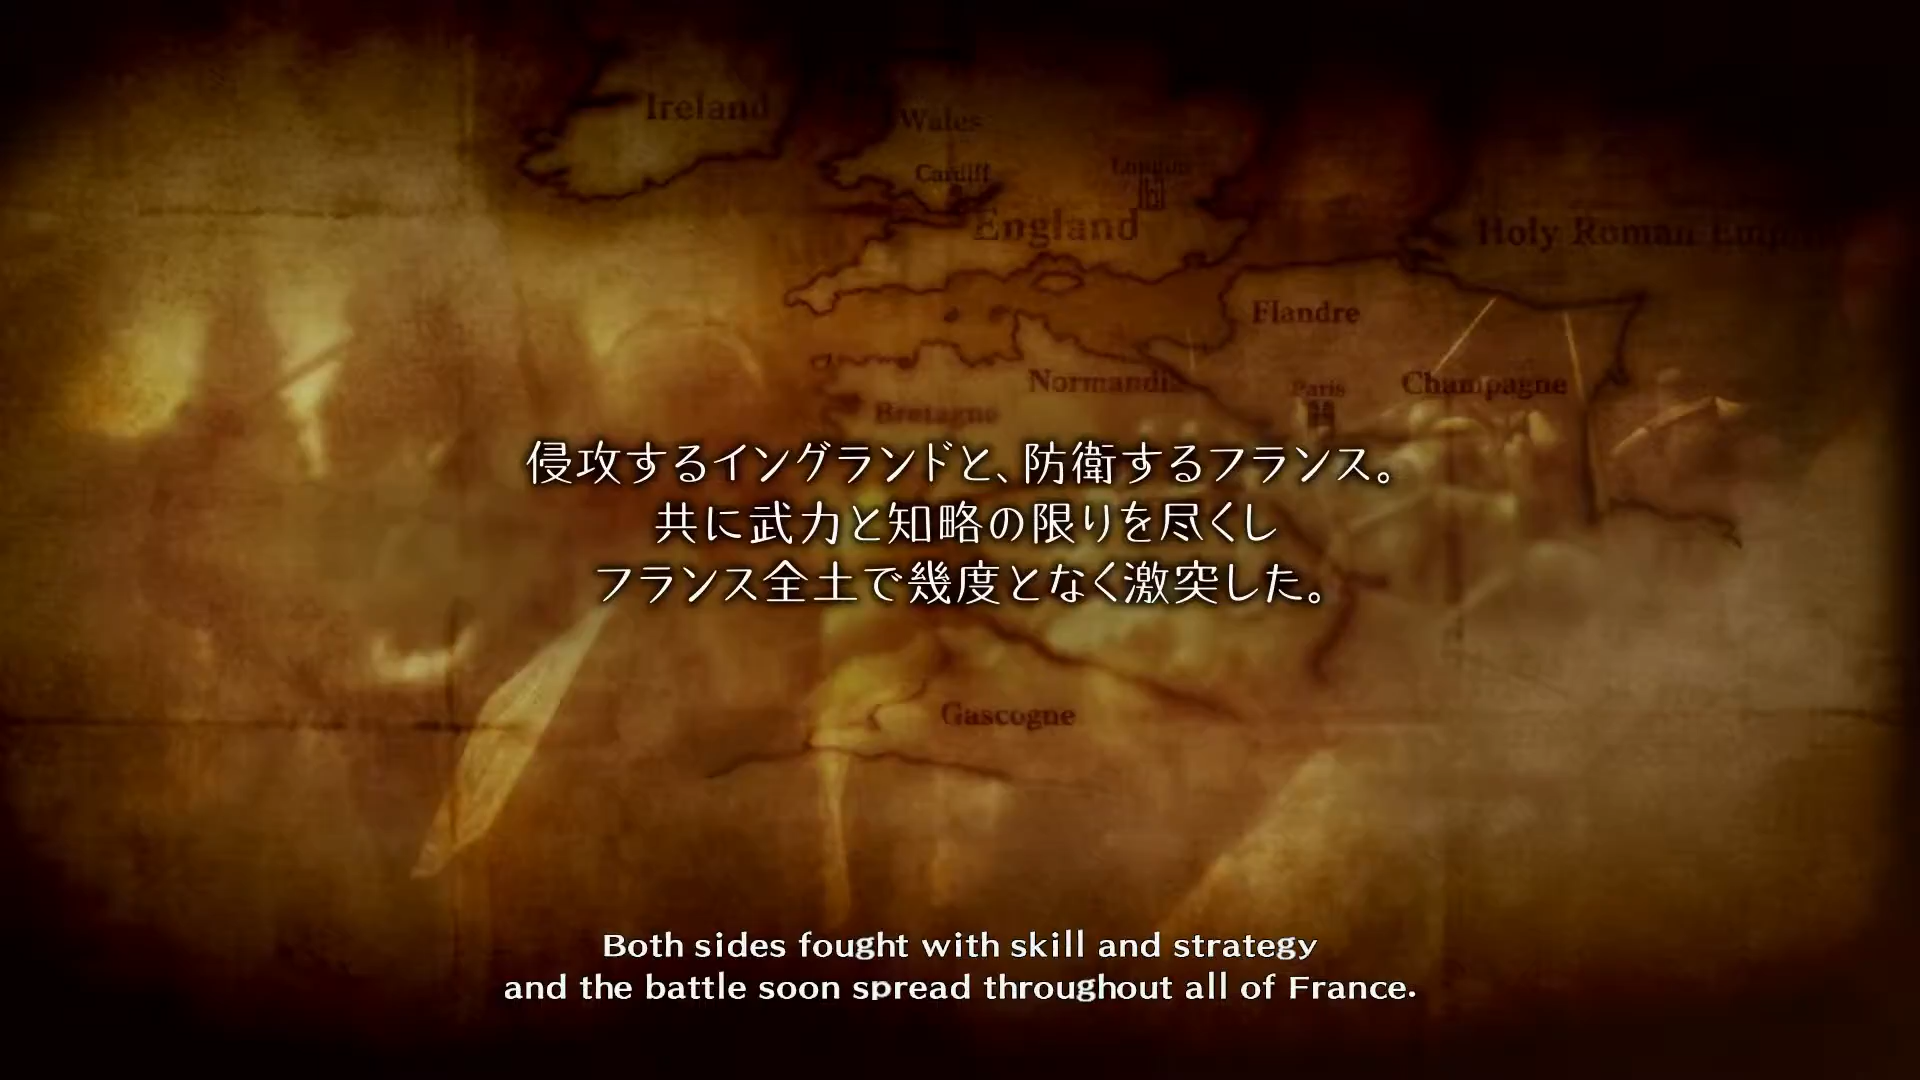 Ireland
Wales
Cardiff
London
England
Holy Roman Empire
Flandre
Normandie
Paris
Champagne
Bretagne
侵攻するイングランドと、防衛するフランス。
共に武力と知略の限りを尽くし
フランス全土で幾度となく激突した。
Gascogne
Both sides fought with skill and strategy
and the battle soon spread throughout all of France.